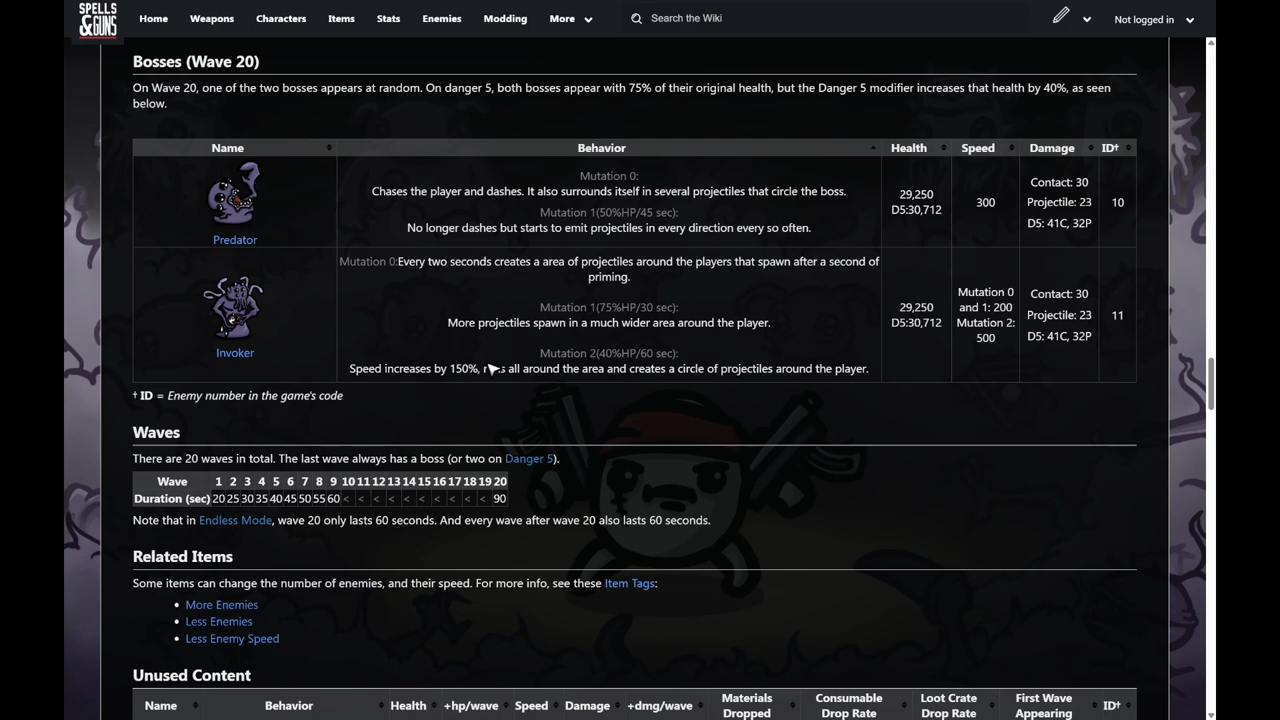 SPELLS
&GUNS
Home Weapons Characters Items Stats Enemies Modding More Search the Wiki Not logged in
Bosses (Wave 20)
On Wave 20, one of the two bosses appears at random. On danger 5, both bosses appear with 75% of their original health, but the Danger 5 modifier increases that health by 40%, as seen
below.
Name Behavior Health Speed Damage ID†
Mutation 0:
Chases the player and dashes. It also surrounds itself in several projectiles that circle the boss.
Mutation 1(50%HP/45 sec):
No longer dashes but starts to emit projectiles in every direction every so often.
Predator
29,250
D5:30,712
300
Contact: 30
Projectile: 23
D5: 41C, 32P
10
Mutation 0:Every two seconds creates a area of projectiles around the players that spawn after a second of
priming.
Mutation 1(75%HP/30 sec):
More projectiles spawn in a much wider area around the player.
Mutation 2(40%HP/60 sec):
Speed increases by 150%, all around the area and creates a circle of projectiles around the player.
Invoker
29,250
D5:30,712
Mutation 0
and 1: 200
Mutation 2:
500
Contact: 30
Projectile: 23
D5: 41C, 32P
11
† ID = Enemy number in the game's code
Waves
There are 20 waves in total. The last wave always has a boss (or two on Danger 5).
Wave 1 2 3 4 5 6 7 8 9 10 11 12 13 14 15 16 17 18 19 20
Duration (sec) 20 25 30 35 40 45 50 55 60 < < < < < < < < < < 90
Note that in Endless Mode, wave 20 only lasts 60 seconds. And every wave after wave 20 also lasts 60 seconds.
Related Items
Some items can change the number of enemies, and their speed. For more info, see these Item Tags:
• More Enemies
• Less Enemies
• Less Enemy Speed
Unused Content
Name Behavior Health +hp/wave Speed Damage +dmg/wave Materials
Dropped Consumable
Drop Rate Loot Crate
Drop Rate First Wave
Appearing ID†